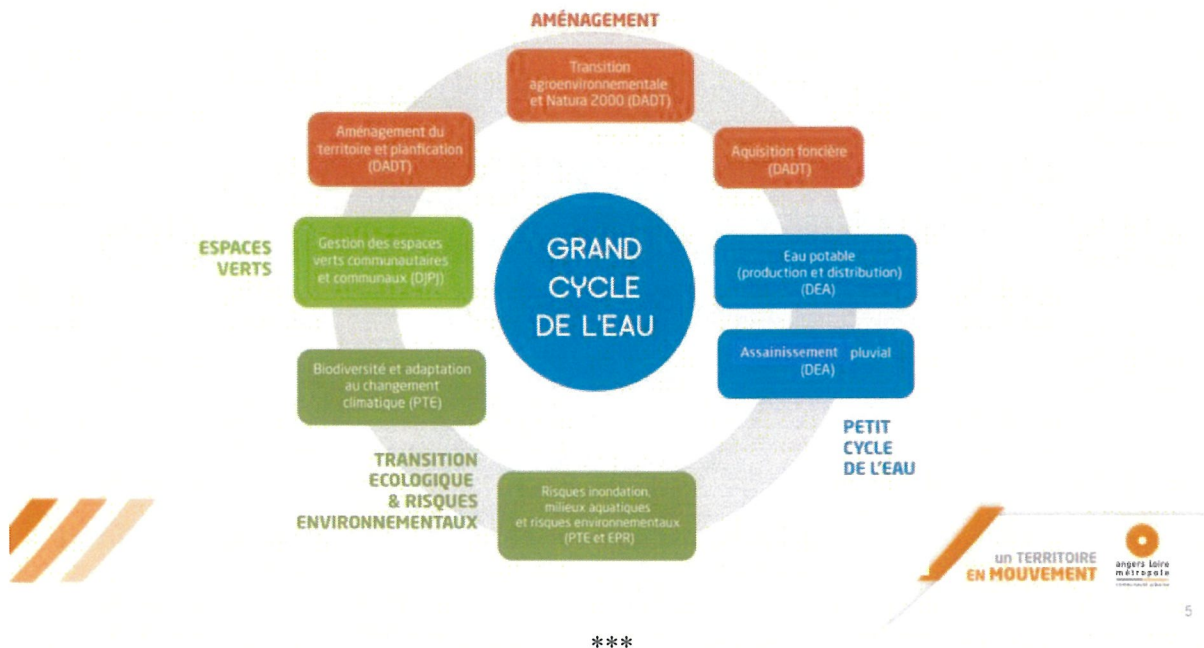 AMÉNAGEMENT
Transition
agroenvironnementale
et Natura 2000 (DADT)
Aménagement du
territoire et planfication
(DADT)
Aquisition foncière
(DADT)
ESPACES
VERTS
Gestion des espaces
verts communautaires
et communaux (DJPJ)
GRAND
CYCLE
DE L'EAU
Eau potable
(production et distribution)
(DEA)
Assainissement pluvial
(DEA)
Biodiversité et adaptation
au changement
climatique (PTE)
PETIT
CYCLE
DE L'EAU
TRANSITION
ECOLOGIQUE
& RISQUES
ENVIRONNEMENTAUX
Risques inondation,
milieux aquatiques
et risques environnementaux
(PTE et EPR)
un TERRITOIRE
EN MOUVEMENT
angers Loire
métropole
5
***